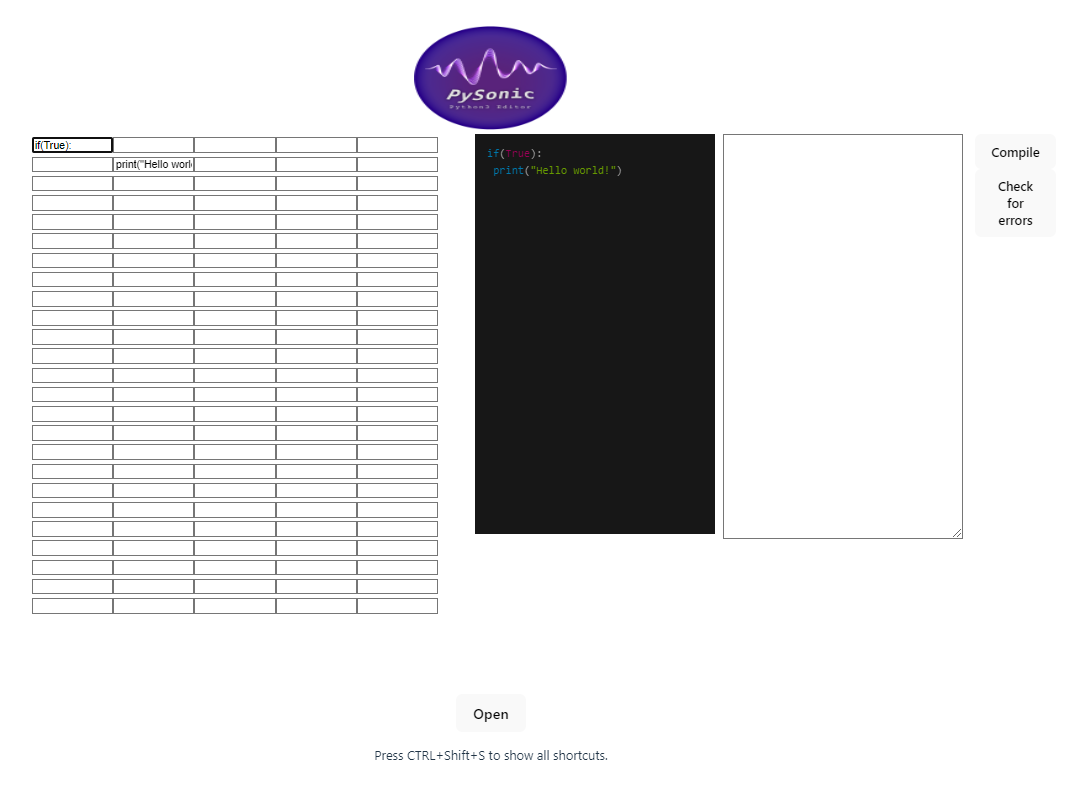 PySonic
Python3 Editor
if(True):
print("Hello worl
if(True):
print("Hello world!")
Compile
Check
for
errors
Open
Press CTRL+Shift+S to show all shortcuts.